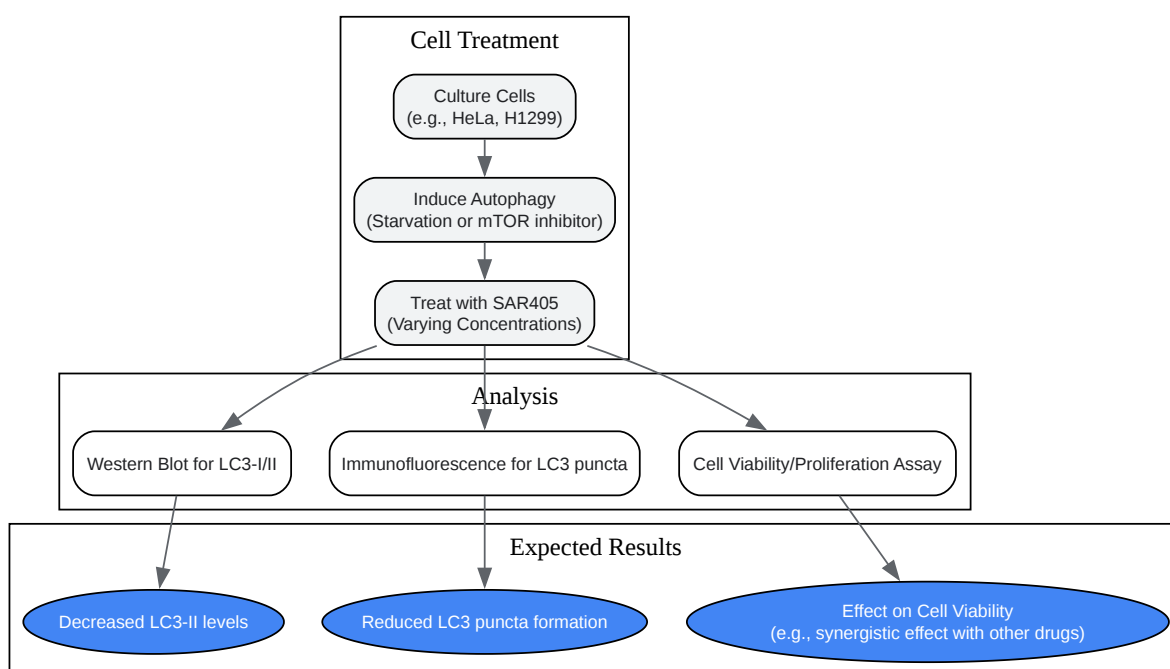 Cell Treatment
Culture Cells
(e.g., HeLa, H1299)
Induce Autophagy
(Starvation or mTOR inhibitor)
Treat with SAR405
(Varying Concentrations)
Analysis
Western Blot for LC3-I/II
Immunofluorescence for LC3 puncta
Cell Viability/Proliferation Assay
Expected Results
Decreased LC3-II levels
Reduced LC3 puncta formation
Effect on Cell Viability
(e.g., synergistic effect with other drugs)